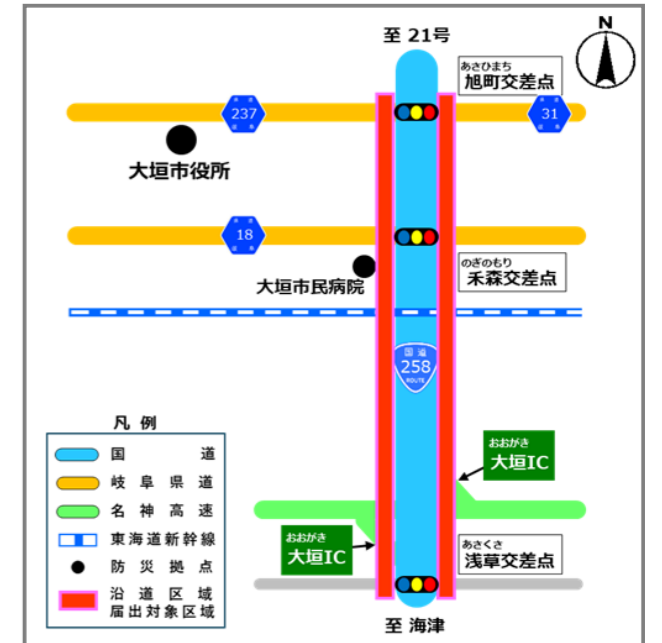 至 21号
N
あさひまち
旭町交差点
237
31
大垣市役所
18
のぎのもり
禾森交差点
大垣市民病院
国道
258
ROUTE
凡例
国道
岐阜県道
名神高速
東海道新幹線
防災拠点
沿道区域
届出対象区域
おおがき
大垣IC
おおがき
大垣IC
あさくさ
浅草交差点
至 海津